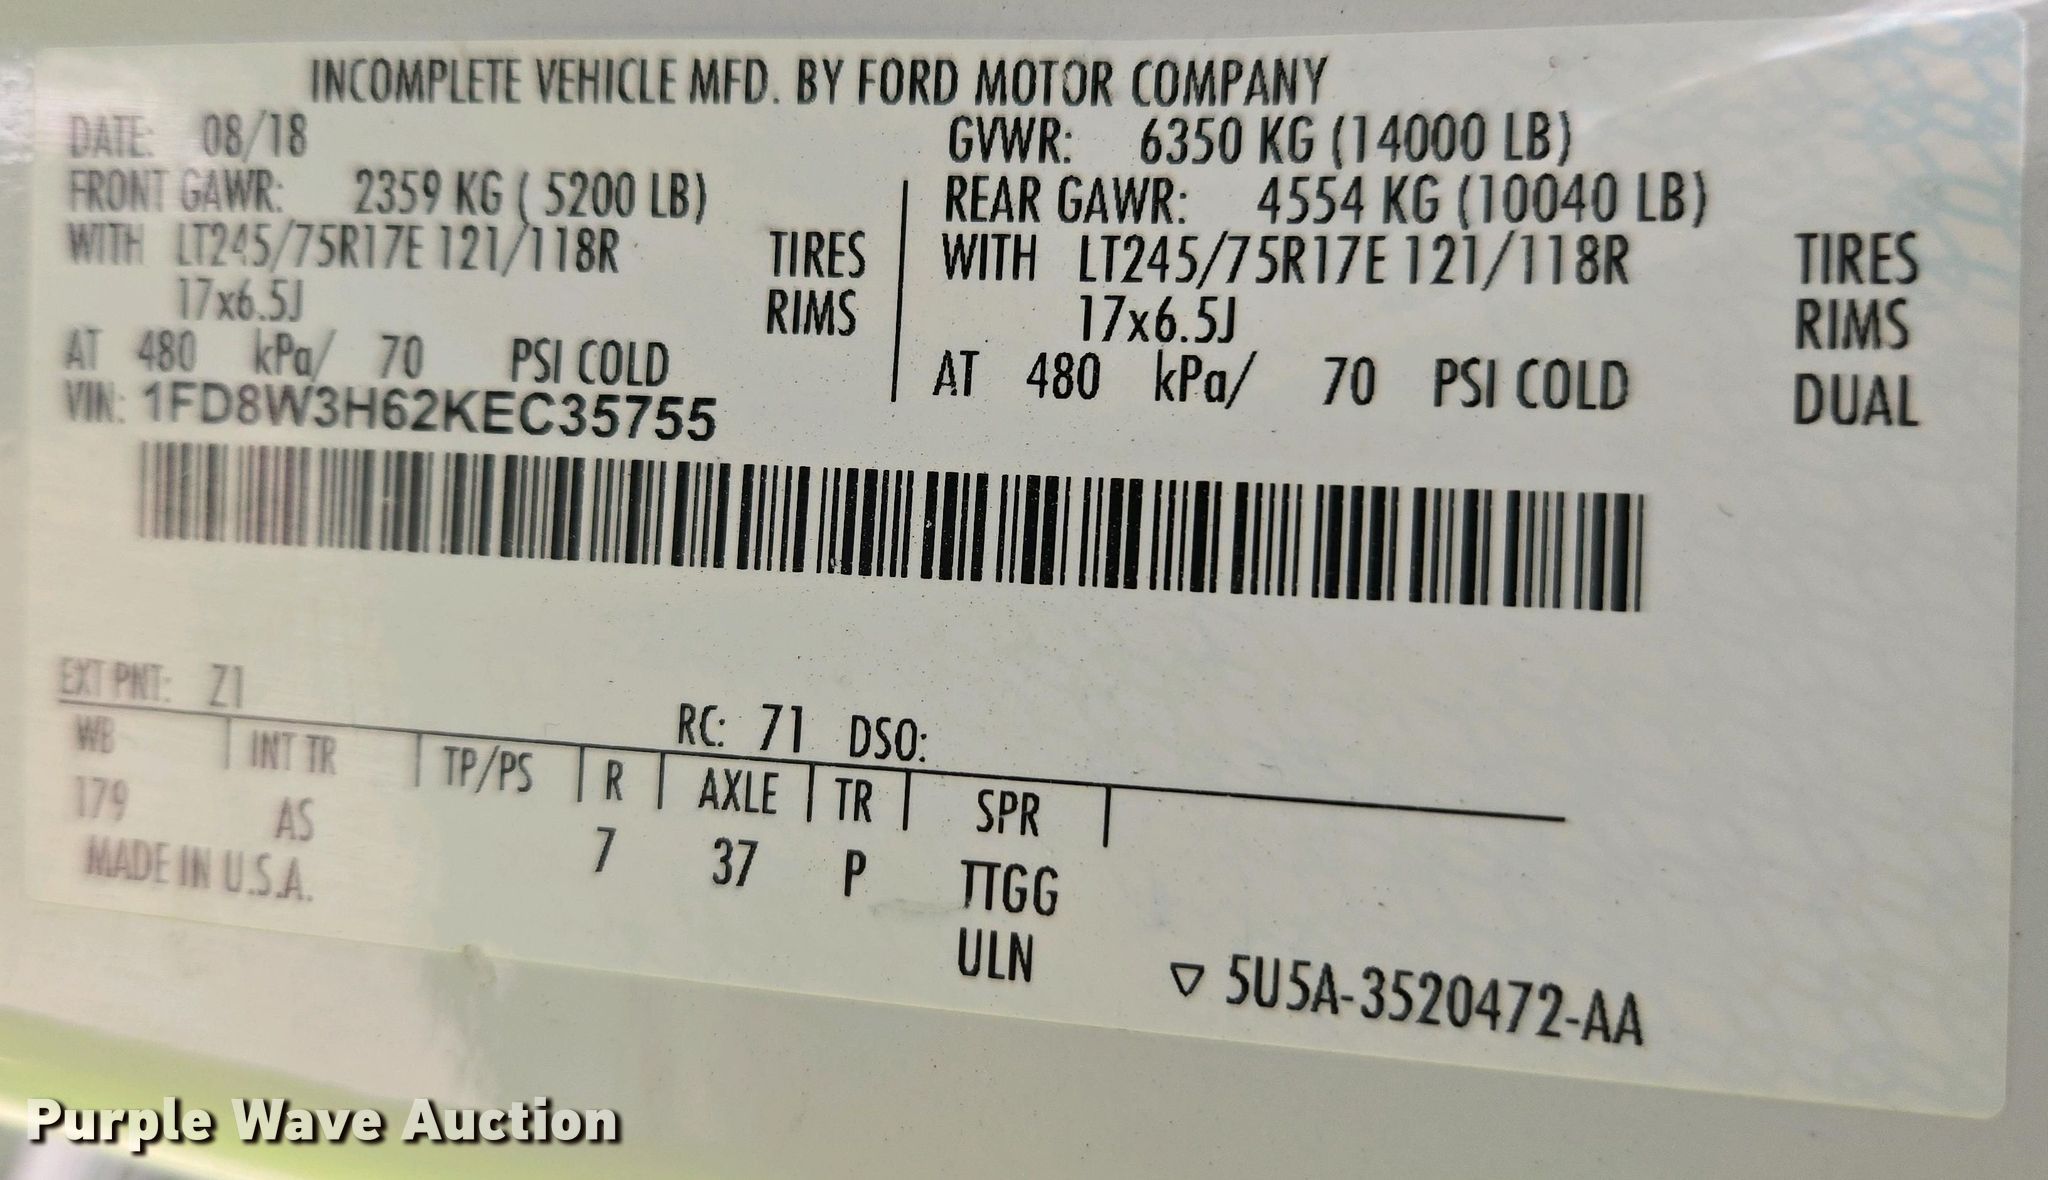 INCOMPLETE VEHICLE MFD. BY FORD MOTOR COMPANY
DATE: 08/18 GVWR: 6350 KG (14000 LB)
FRONT GAWR: 2359 KG ( 5200 LB) REAR GAWR: 4554 KG (10040 LB)
WITH LT245/75R17E 121/118R TIRES WITH LT245/75R17E 121/118R TIRES
17x6.5J RIMS 17x6.5J RIMS
AT 480 kPa/ 70 PSI COLD AT 480 kPa/ 70 PSI COLD DUAL
VIN: 1FD8W3H62KEC35755
EXT PNT: Z1 RC: 71 DSO:
WB INT TR TP/PS R AXLE TR SPR
179 AS 7 37 P TTGG
MADE IN U.S.A. ULN
▽ 5U5A-3520472-AA
Purple Wave Auction